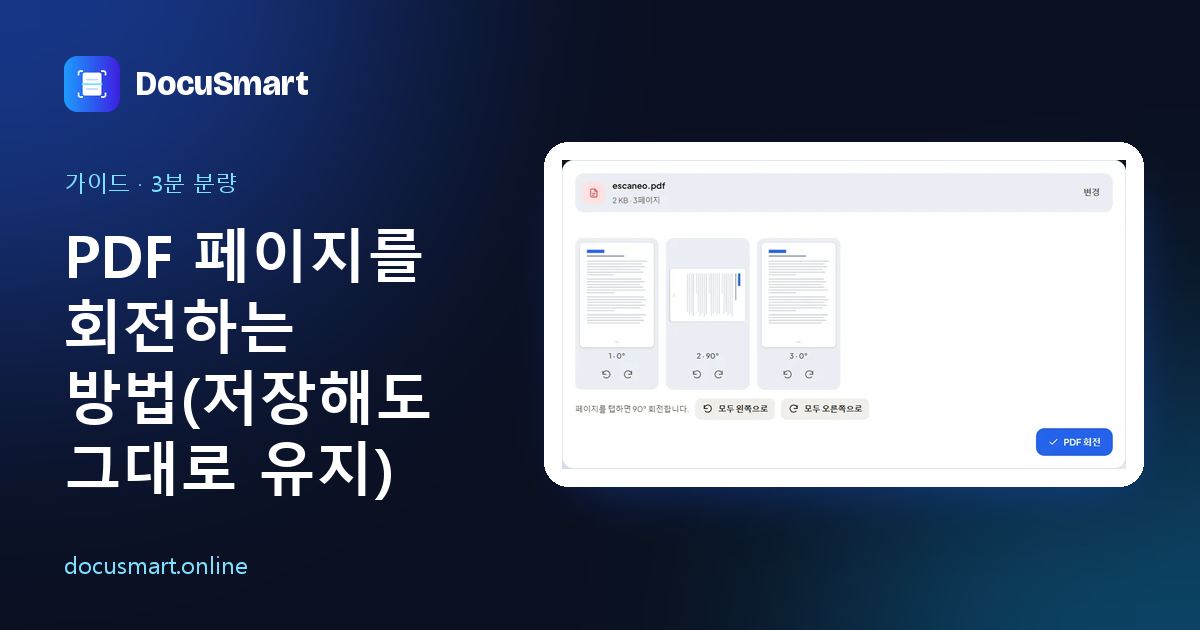 DocuSmart
가이드 · 3분 분량
PDF 페이지를
회전하는
방법(저장해도
그대로 유지)
docusmart.online
escaneo.pdf
2 KB · 3페이지
변경
1 · 0°
2 · 90°
3 · 0°
페이지를 탭하면 90° 회전합니다.
모두 왼쪽으로
모두 오른쪽으로
PDF 회전